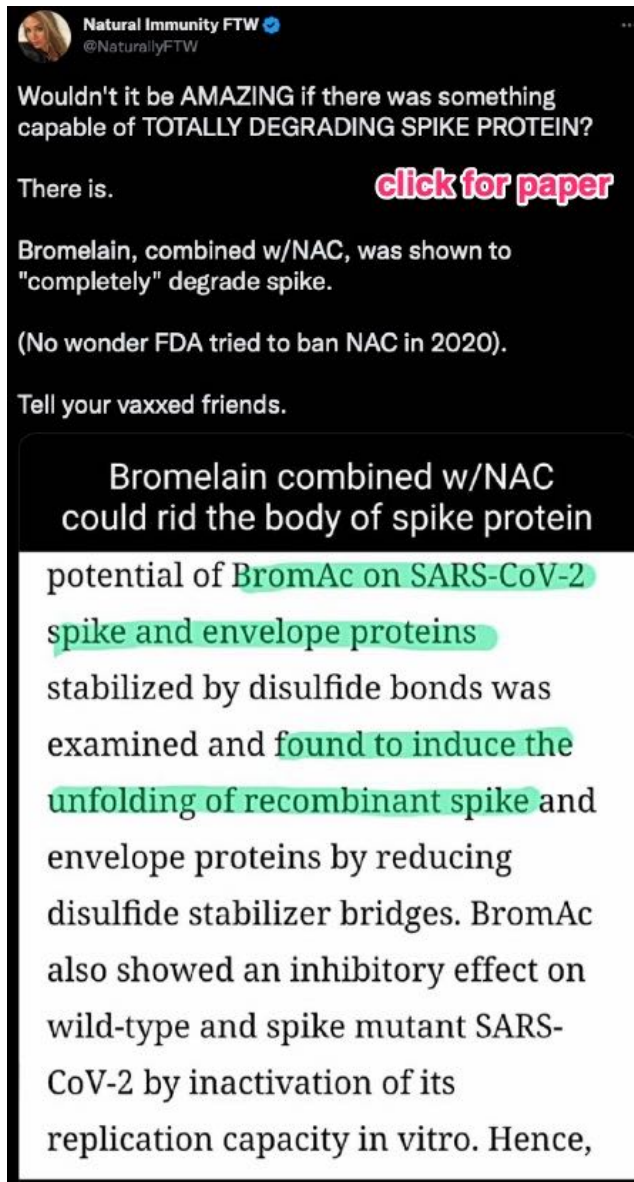 Natural Immunity FTW
@NaturallyFTW
Wouldn't it be AMAZING if there was something
capable of TOTALLY DEGRADING SPIKE PROTEIN?
There is.
click for paper
Bromelain, combined w/NAC, was shown to
"completely" degrade spike.
(No wonder FDA tried to ban NAC in 2020).
Tell your vaxxed friends.
Bromelain combined w/NAC
could rid the body of spike protein
potential of BromAc on SARS-CoV-2
spike and envelope proteins
stabilized by disulfide bonds was
examined and found to induce the
unfolding of recombinant spike and
envelope proteins by reducing
disulfide stabilizer bridges. BromAc
also showed an inhibitory effect on
wild-type and spike mutant SARS-
CoV-2 by inactivation of its
replication capacity in vitro. Hence,